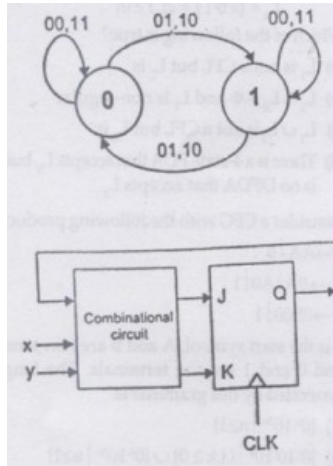 00,11
01,10
00,11
0
1
01,10
Combinational
circuit
J
Q
x
y
K
CLK